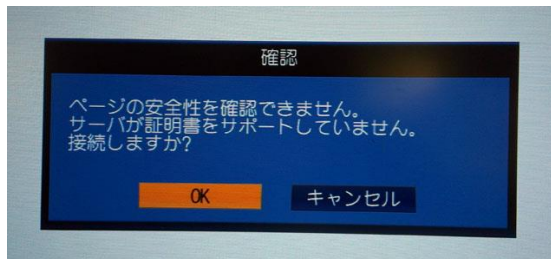 確認
ページの安全性を確認できません。
サーバが証明書をサポートしていません。
接続しますか?
OK
キャンセル